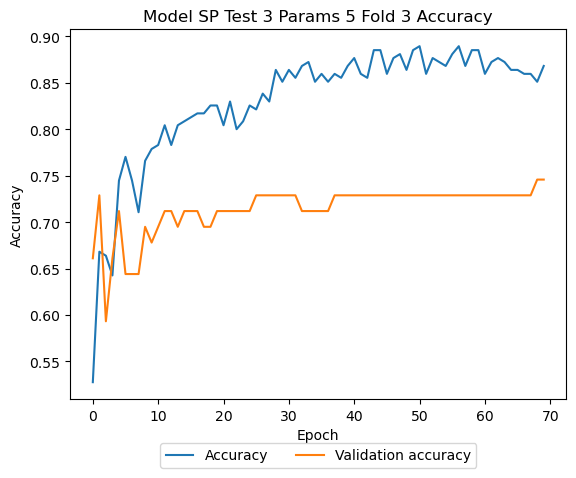 Model SP Test 3 Params 5 Fold 3 Accuracy
0.90
0.85
0.80
0.75
0.70
0.65
0.60
0.55
Accuracy
0 10 20 30 40 50 60 70
Epoch
Accuracy Validation accuracy